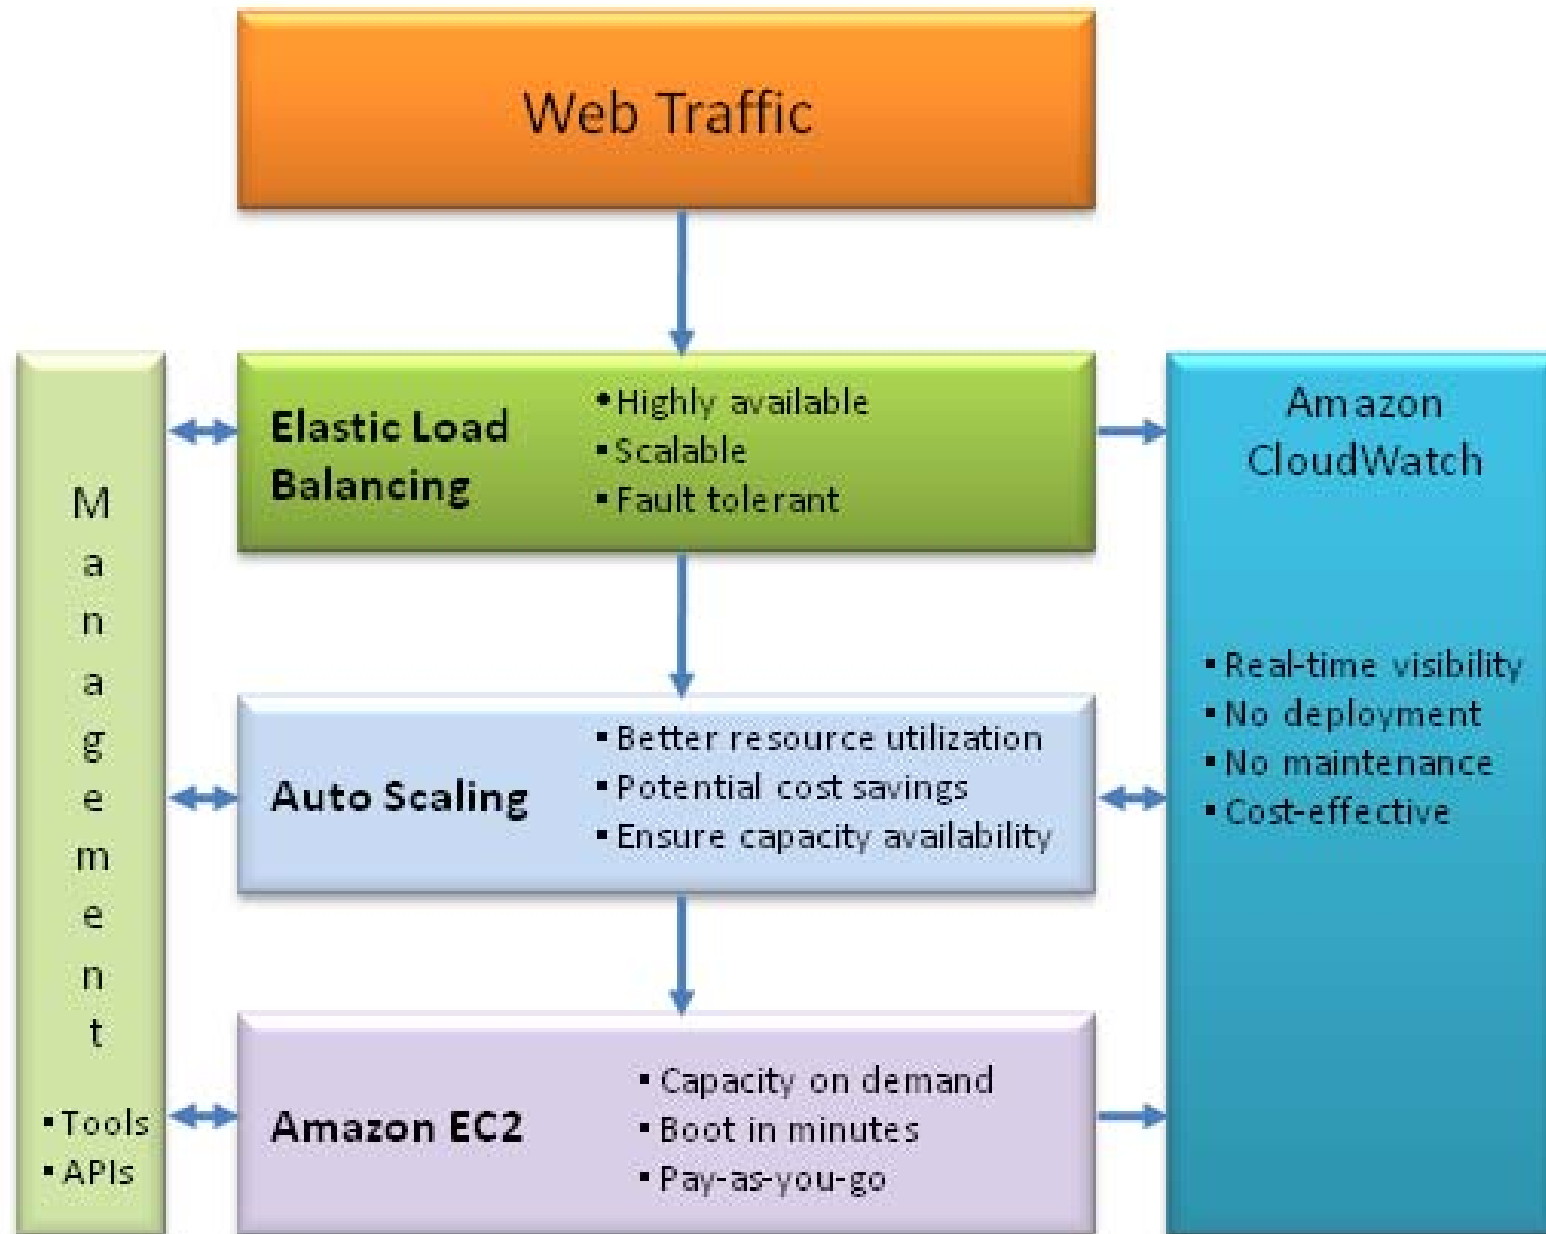 Web Traffic
Elastic Load
Balancing
•Highly available
▪Scalable
▪Fault tolerant
Amazon
CloudWatch
▪Real-time visibility
▪No deployment
▪No maintenance
▪Cost-effective
Management
▪Tools
▪APIs
Auto Scaling
▪Better resource utilization
▪Potential cost savings
▪Ensure capacity availability
Amazon EC2
▪Capacity on demand
▪Boot in minutes
▪Pay-as-you-go